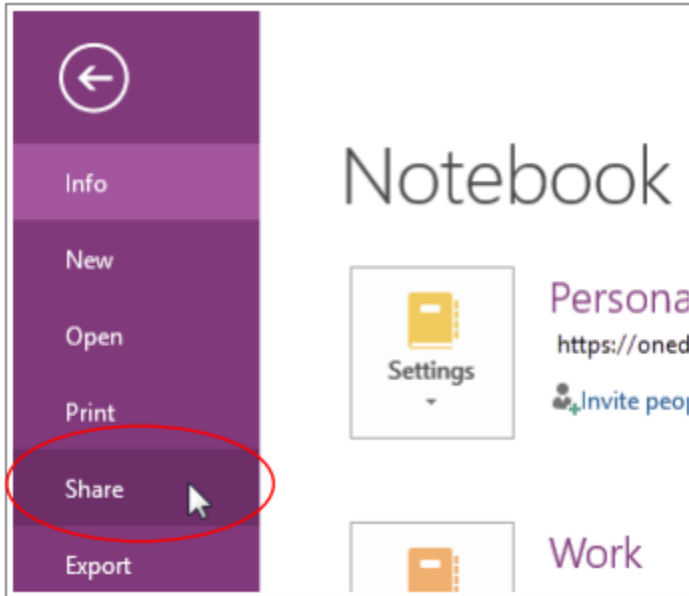 Info
New
Open
Print
Share
Export
Notebook
Settings
Persona
https://oned
Invite peop
Work